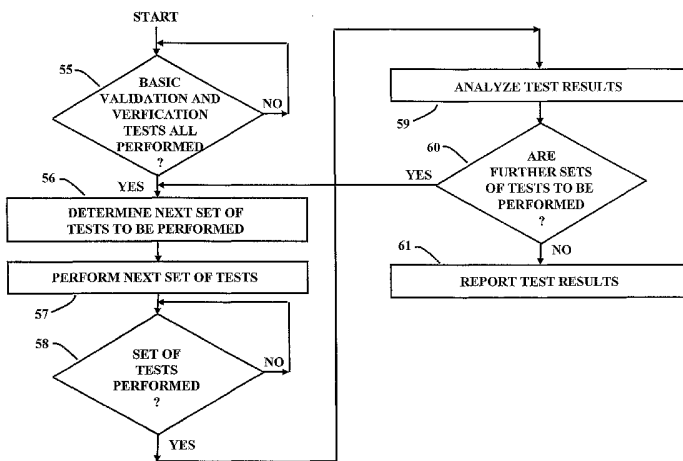 START
55
BASIC
VALIDATION AND
VERFICATION
TESTS ALL
PERFORMED
?
NO
YES
56
DETERMINE NEXT SET OF
TESTS TO BE PERFORMED
PERFORM NEXT SET OF TESTS
57
58
SET OF
TESTS
PERFORMED
?
NO
YES
ANALYZE TEST RESULTS
59
60
ARE
FURTHER SETS
OF TESTS TO BE
PERFORMED
?
YES
NO
61
REPORT TEST RESULTS